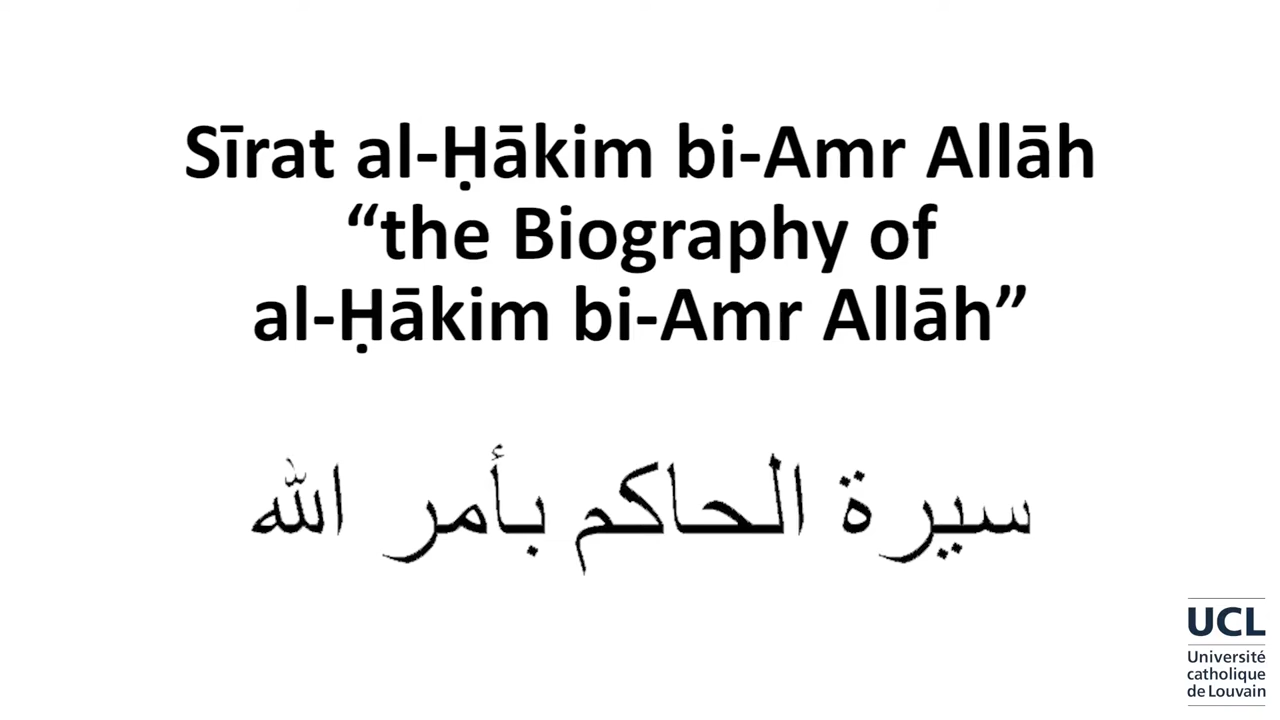 Sīrat al-Ḥākim bi-Amr Allāh
“the Biography of
al-Ḥākim bi-Amr Allāh”
سيرة الحاكم بأمر الله
UCL
Université
catholique
de Louvain